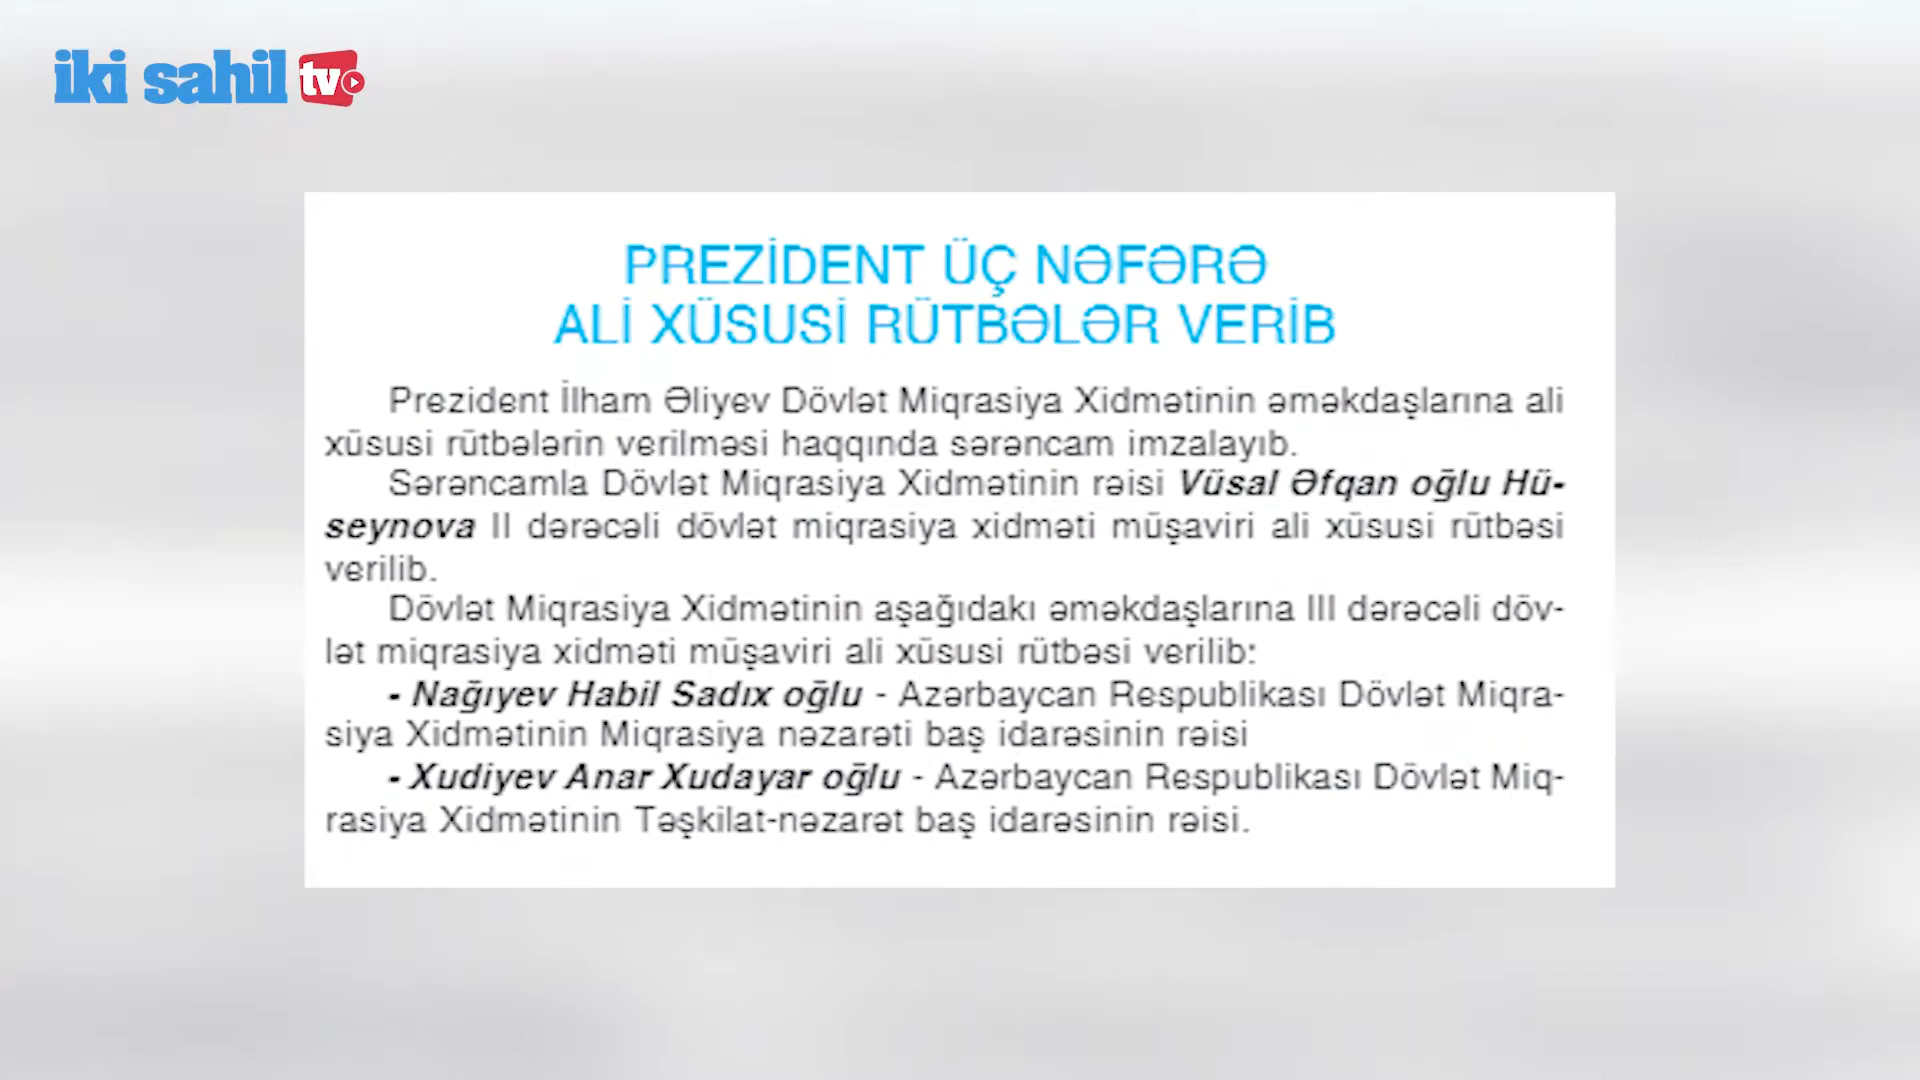 iki sahil tv
PREZİDENT ÜÇ NƏFƏRƏ
ALİ XÜSUSİ RÜTBƏLƏR VERİB
Prezident İlham Əliyev Dövlət Miqrasiya Xidmətinin əməkdaşlarına ali
xüsusi rütbələrin verilməsi haqqında sərəncam imzalayıb.
Sərəncamla Dövlət Miqrasiya Xidmətinin rəisi Vüsal Əfqan oğlu Hü-
seynova II dərəcəli dövlət miqrasiya xidməti müşaviri ali xüsusi rütbəsi
verilib.
Dövlət Miqrasiya Xidmətinin aşağıdakı əməkdaşlarına III dərəcəli döv-
lət miqrasiya xidməti müşaviri ali xüsusi rütbəsi verilib:
- Nağıyev Habil Sadıx oğlu - Azərbaycan Respublikası Dövlət Miqra-
siya Xidmətinin Miqrasiya nəzarəti baş idarəsinin rəisi
- Xudiyev Anar Xudayar oğlu - Azərbaycan Respublikası Dövlət Miq-
rasiya Xidmətinin Təşkilat-nəzarət baş idarəsinin rəisi.